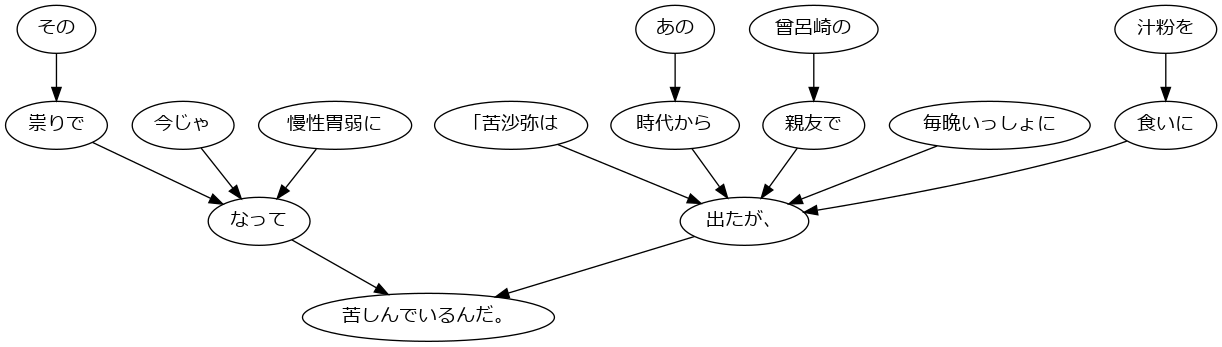 その
あの
曾呂崎の
汁粉を
祟りで
今じゃ
慢性胃弱に
「苦沙弥は
時代から
親友で
毎晩いっしょに
食いに
なって
出たが、
苦しんでいるんだ。